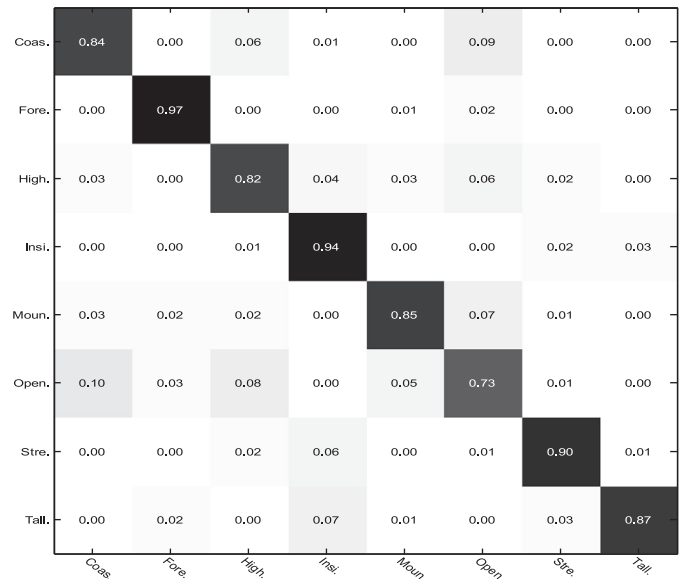 Coas. 0.84 0.00 0.06 0.01 0.00 0.09 0.00 0.00
Fore. 0.00 0.97 0.00 0.00 0.01 0.02 0.00 0.00
High. 0.03 0.00 0.82 0.04 0.03 0.06 0.02 0.00
Insi. 0.00 0.00 0.01 0.94 0.00 0.00 0.02 0.03
Moun. 0.03 0.02 0.02 0.00 0.85 0.07 0.01 0.00
Open. 0.10 0.03 0.08 0.00 0.05 0.73 0.01 0.00
Stre. 0.00 0.00 0.02 0.06 0.00 0.01 0.90 0.01
Tall. 0.00 0.02 0.00 0.07 0.01 0.00 0.03 0.87
Coas Fore. High. Insi. Moun Open Stre. Tall.